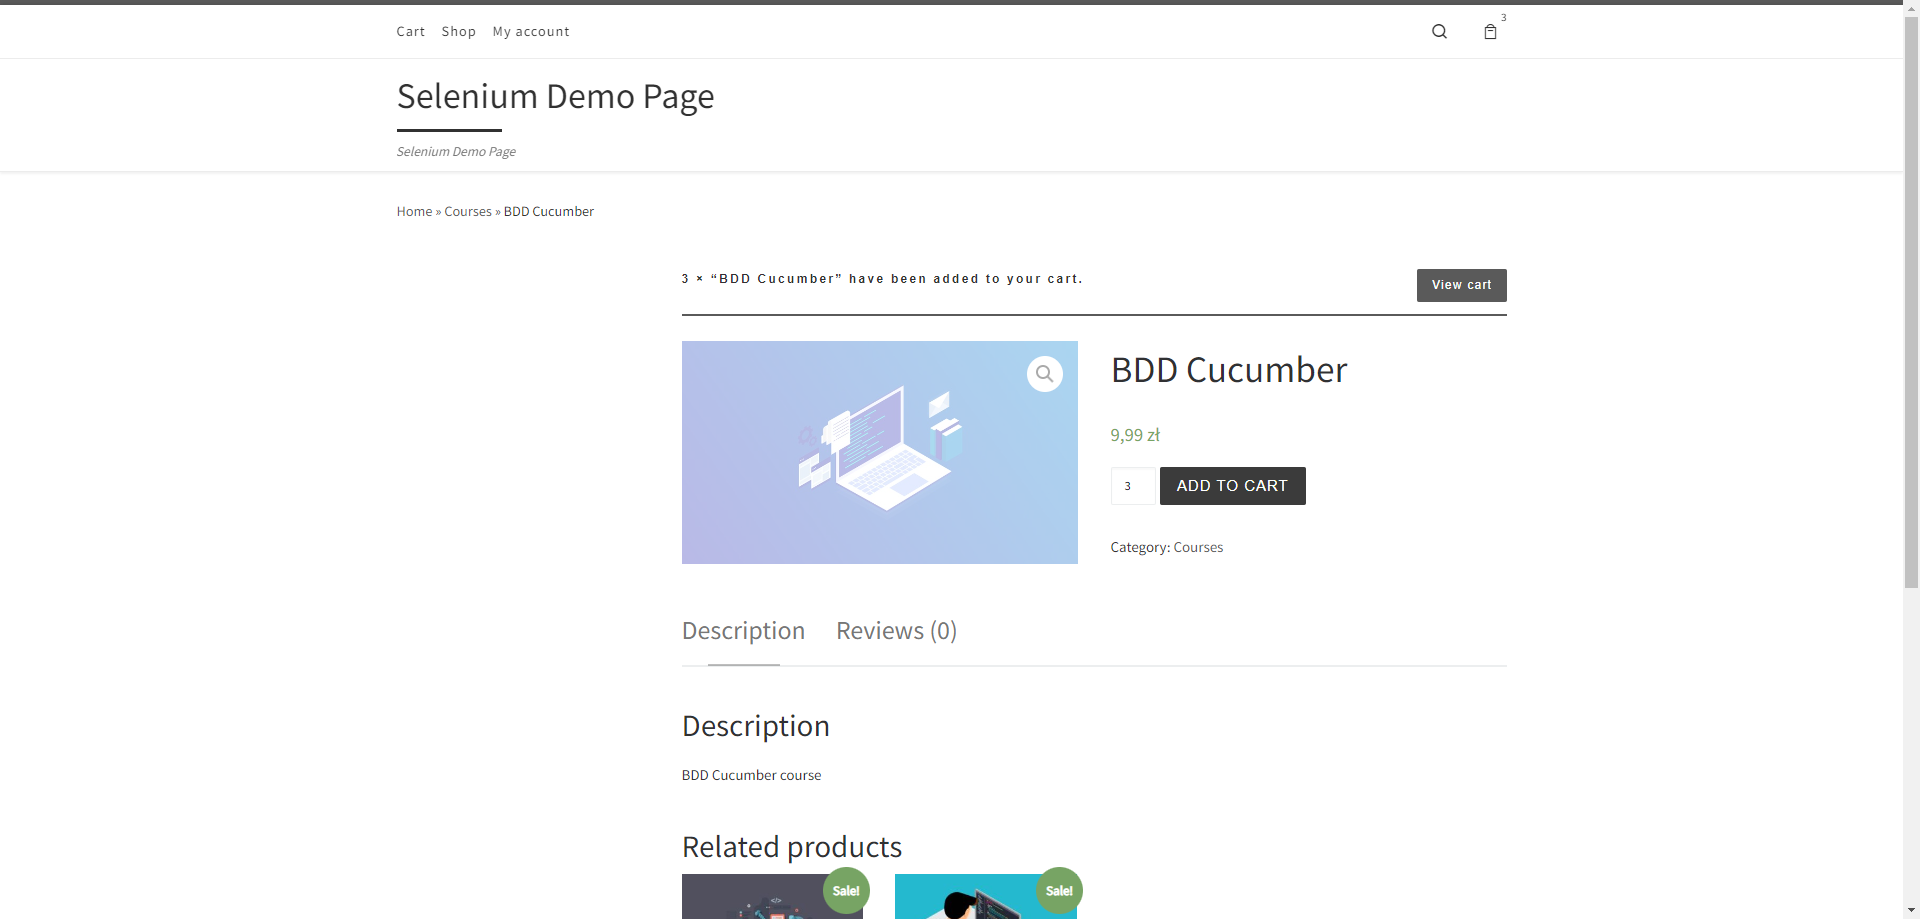 Cart Shop My account
3
Selenium Demo Page
Selenium Demo Page
Home » Courses » BDD Cucumber
3 × “BDD Cucumber” have been added to your cart.
View cart
BDD Cucumber
9,99 zł
3
ADD TO CART
Category: Courses
Description Reviews (0)
Description
BDD Cucumber course
Related products
Sale!
Sale!